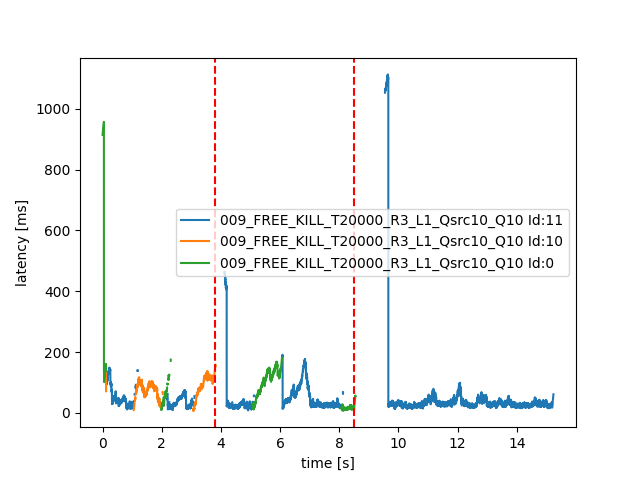 1000
800
600
400
200
0
latency [ms]
009_FREE_KILL_T20000_R3_L1_Qsrc10_Q10 Id:11
009_FREE_KILL_T20000_R3_L1_Qsrc10_Q10 Id:10
009_FREE_KILL_T20000_R3_L1_Qsrc10_Q10 Id:0
0 2 4 6 8 10 12 14
time [s]